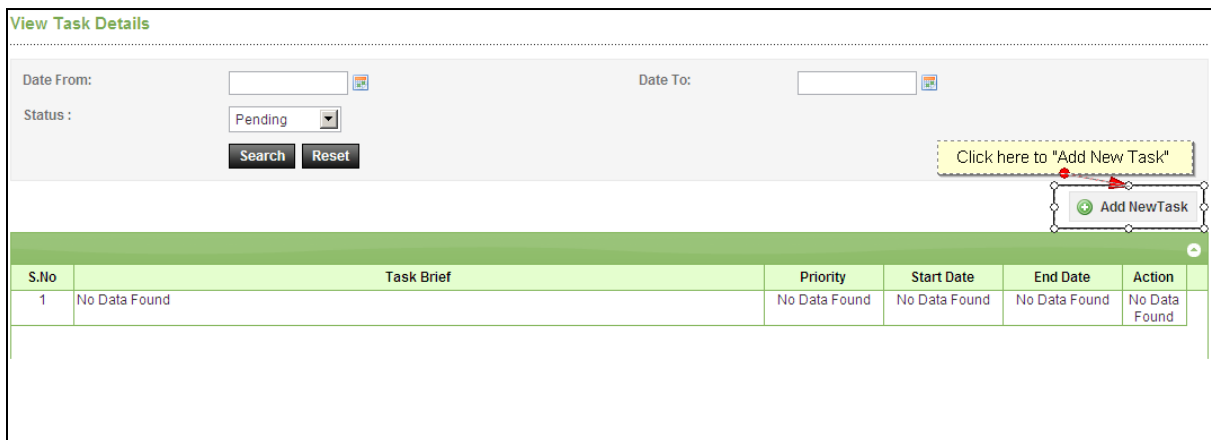 View Task Details
Date From: Date To:
Status : Pending
Search Reset
Click here to "Add New Task"
Add NewTask
S.No Task Brief Priority Start Date End Date Action
1 No Data Found No Data Found No Data Found No Data Found No Data
Found